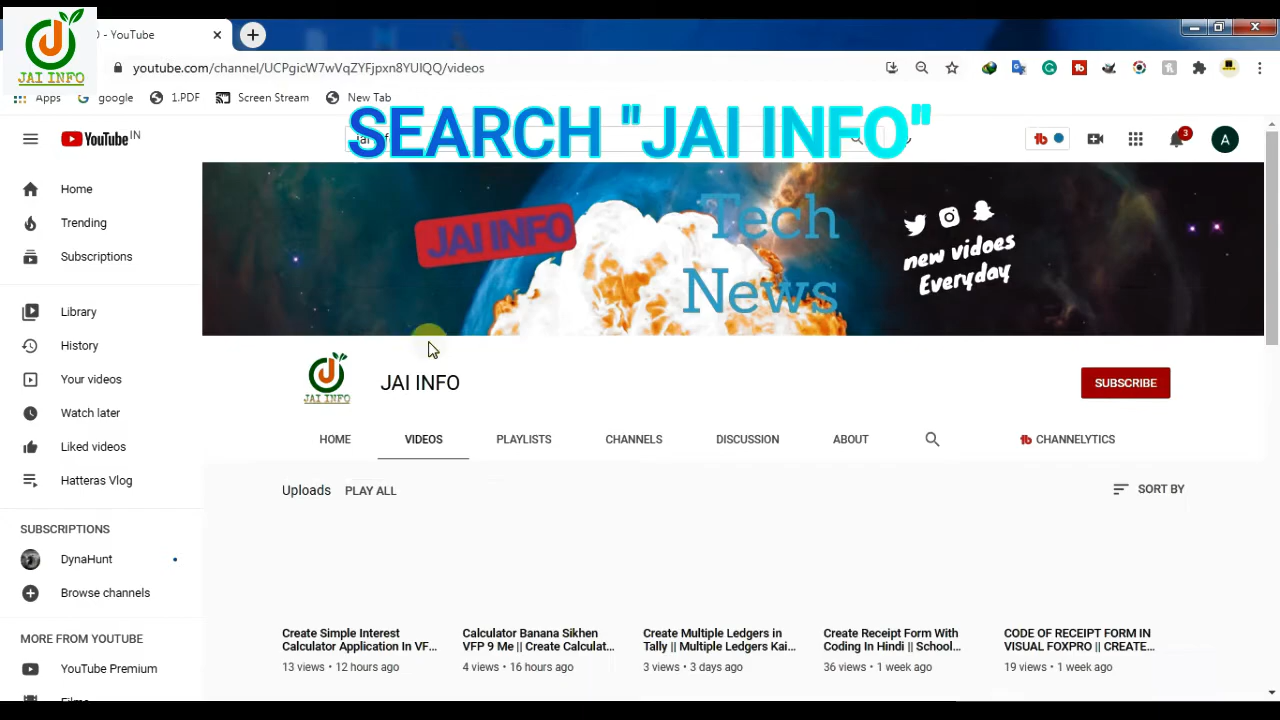 O - YouTube
JAI INFO
youtube.com/channel/UCPgicW7wVqZYFjpxn8YUIQQ/videos
Apps
google
1.PDF
Screen Stream
New Tab
SEARCH "JAI INFO"
YouTube IN
3
A
Home
Trending
Subscriptions
Library
History
Your videos
Watch later
Liked videos
Hatteras Vlog
SUBSCRIPTIONS
DynaHunt
Browse channels
MORE FROM YOUTUBE
YouTube Premium
Films
JAI INFO
Tech
News
new vidoes
Everyday
JAI INFO
JAI INFO
SUBSCRIBE
HOME
VIDEOS
PLAYLISTS
CHANNELS
DISCUSSION
ABOUT
CHANNELYTICS
Uploads
PLAY ALL
SORT BY
Create Simple Interest
Calculator Application In VF...
13 views • 12 hours ago
Calculator Banana Sikhen
VFP 9 Me || Create Calculat...
4 views • 16 hours ago
Create Multiple Ledgers in
Tally || Multiple Ledgers Kai...
3 views • 3 days ago
Create Receipt Form With
Coding In Hindi || School...
36 views • 1 week ago
CODE OF RECEIPT FORM IN
VISUAL FOXPRO || CREATE...
19 views • 1 week ago